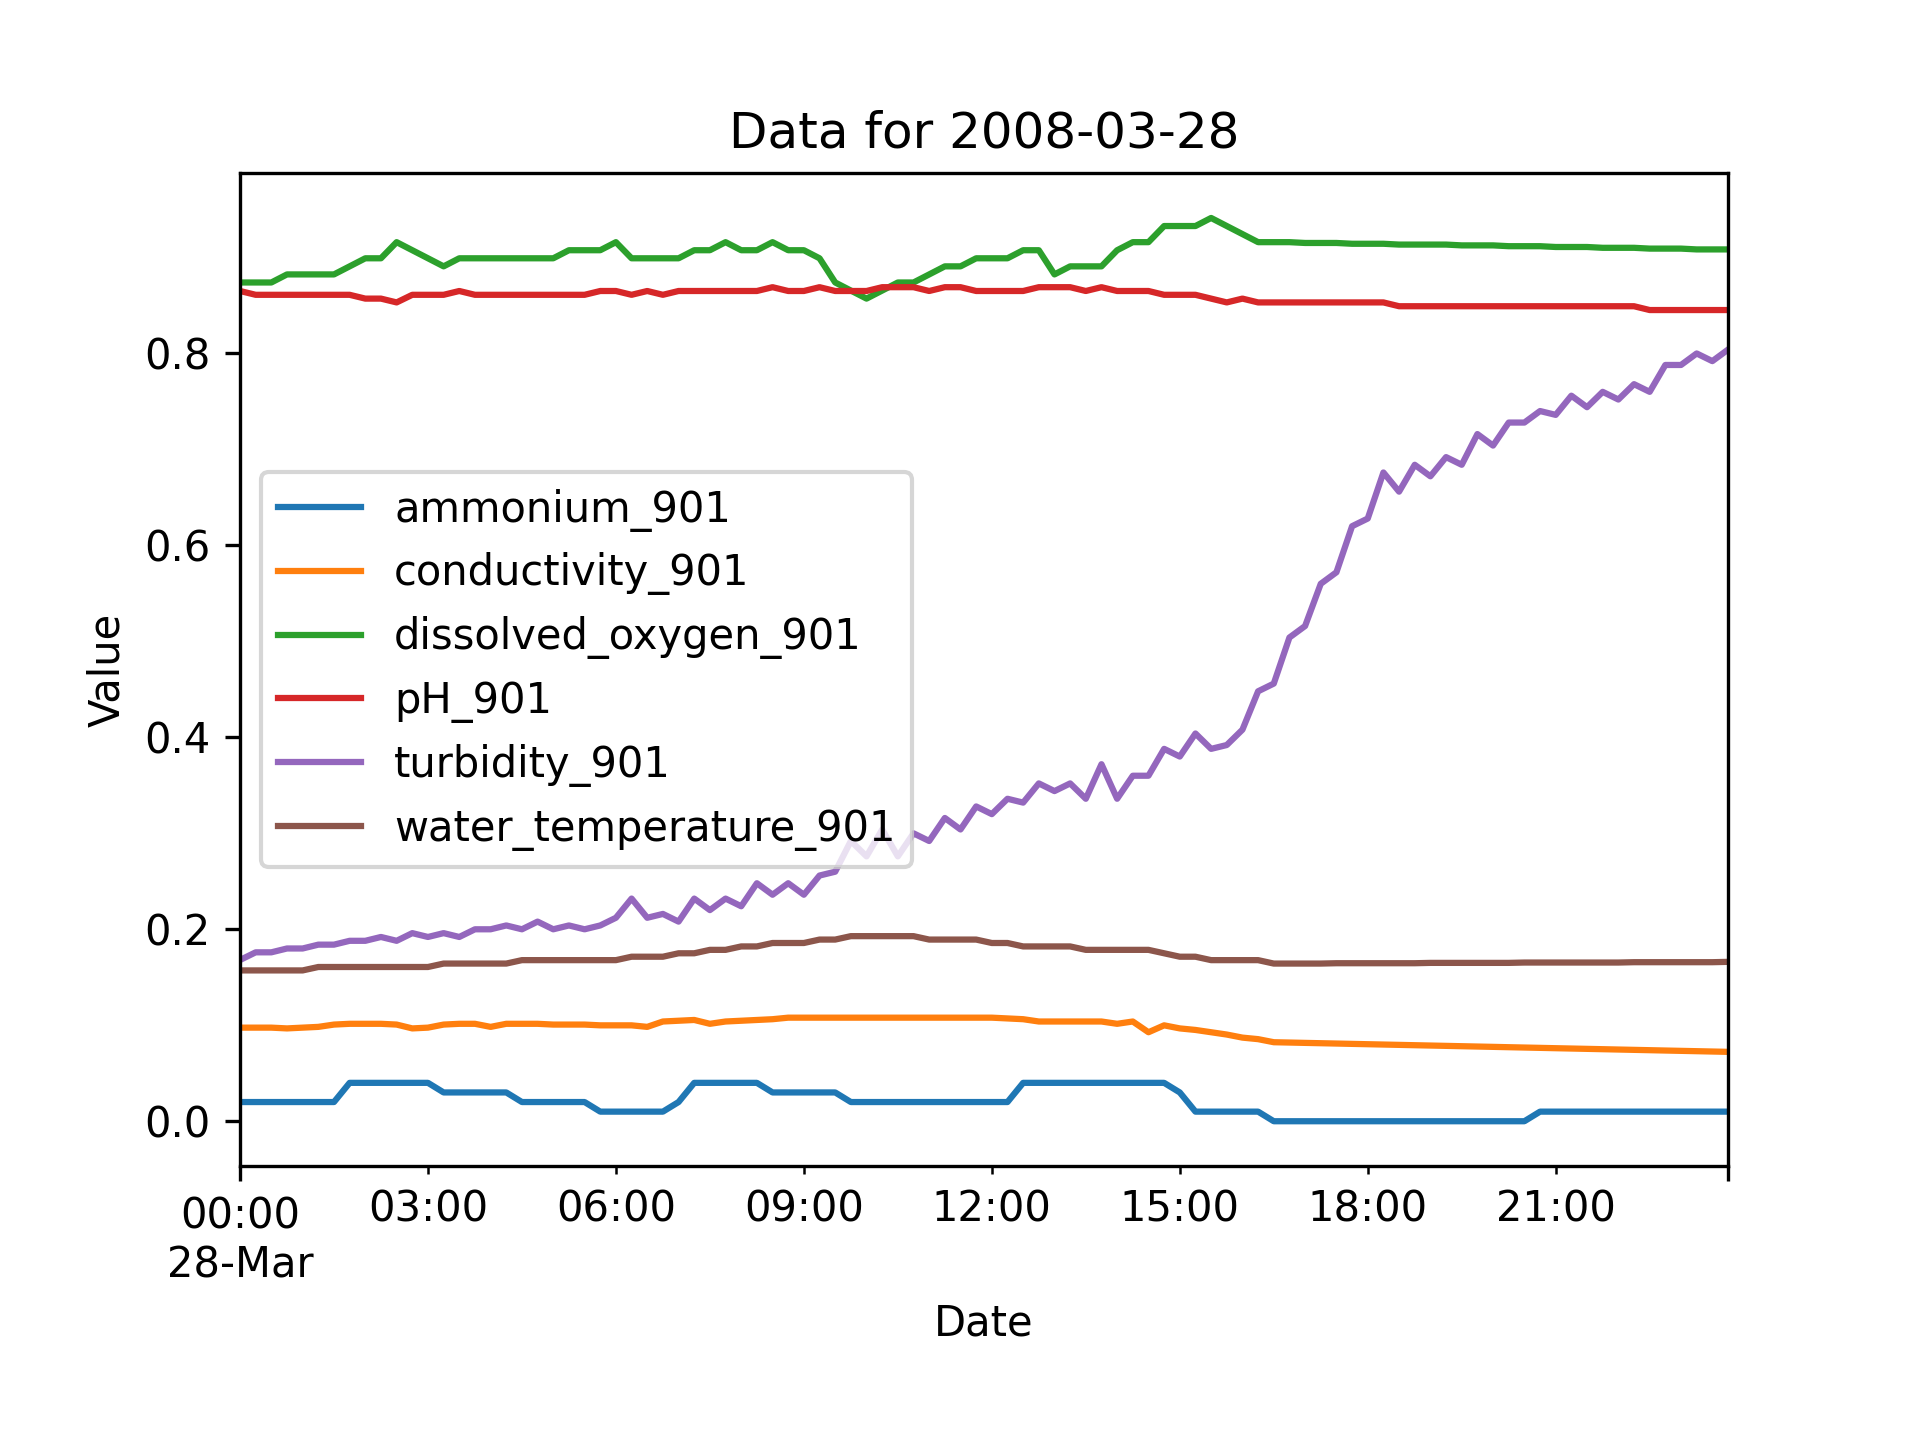 Data for 2008-03-28
Value
0.8
0.6
0.4
0.2
0.0
ammonium_901
conductivity_901
dissolved_oxygen_901
pH_901
turbidity_901
water_temperature_901
00:00 03:00 06:00 09:00 12:00 15:00 18:00 21:00
28-Mar
Date